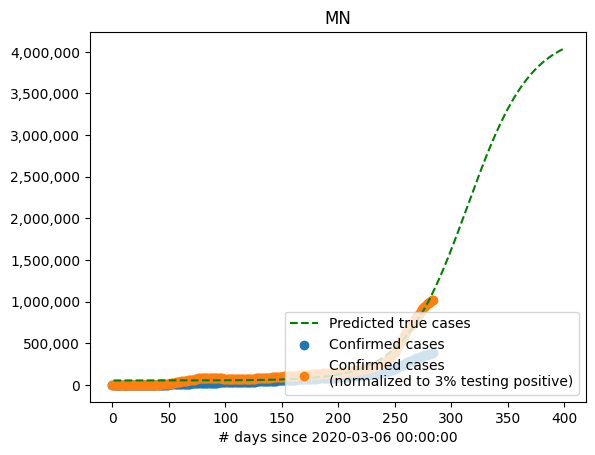 MN
4,000,000
3,500,000
3,000,000
2,500,000
2,000,000
1,500,000
1,000,000
500,000
0
Predicted true cases
Confirmed cases
Confirmed cases
(normalized to 3% testing positive)
0 50 100 150 200 250 300 350 400
# days since 2020-03-06 00:00:00